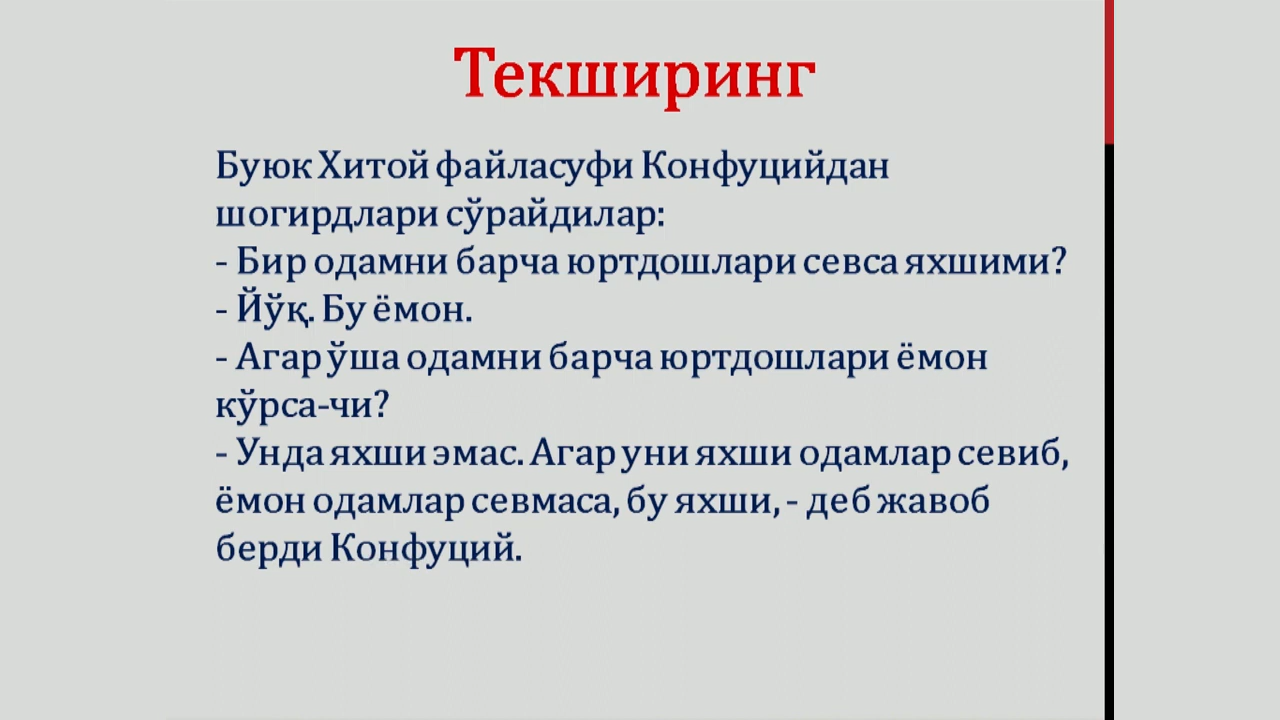 Текширинг
Буюк Хитой файласуфи Конфуцийдан
шогирдлари сўрайдилар:
- Бир одамни барча юртдошлари севса яхшими?
- Йўқ. Бу ёмон.
- Агар ўша одамни барча юртдошлари ёмон
кўрса-чи?
- Унда яхши эмас. Агар уни яхши одамлар севиб,
ёмон одамлар севмаса, бу яхши, - деб жавоб
берди Конфуций.